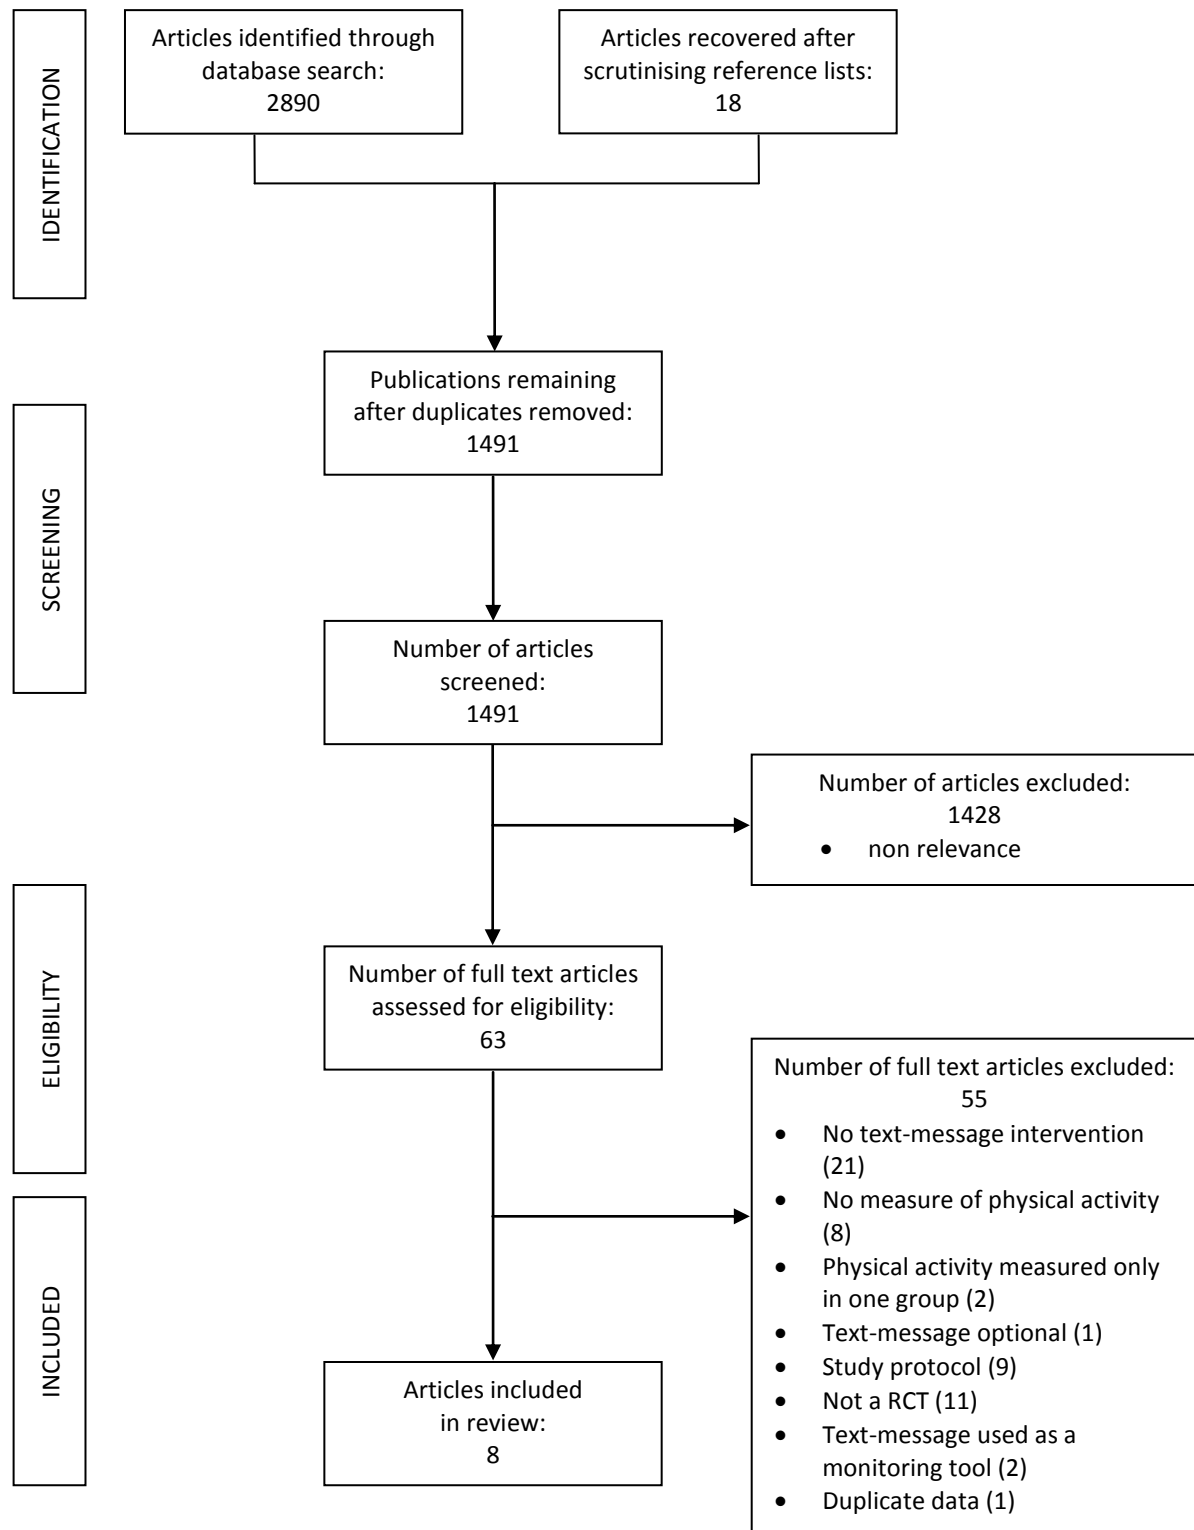 IDENTIFICATION
Articles identified through
database search:
2890
Articles recovered after
scrutinising reference lists:
18
Publications remaining
after duplicates removed:
1491
SCREENING
Number of articles
screened:
1491
Number of articles excluded:
1428
• non relevance
ELIGIBILITY
Number of full text articles
assessed for eligibility:
63
Number of full text articles excluded:
55
• No text-message intervention
(21)
• No measure of physical activity
(8)
• Physical activity measured only
in one group (2)
• Text-message optional (1)
• Study protocol (9)
• Not a RCT (11)
• Text-message used as a
monitoring tool (2)
• Duplicate data (1)
INCLUDED
Articles included
in review:
8